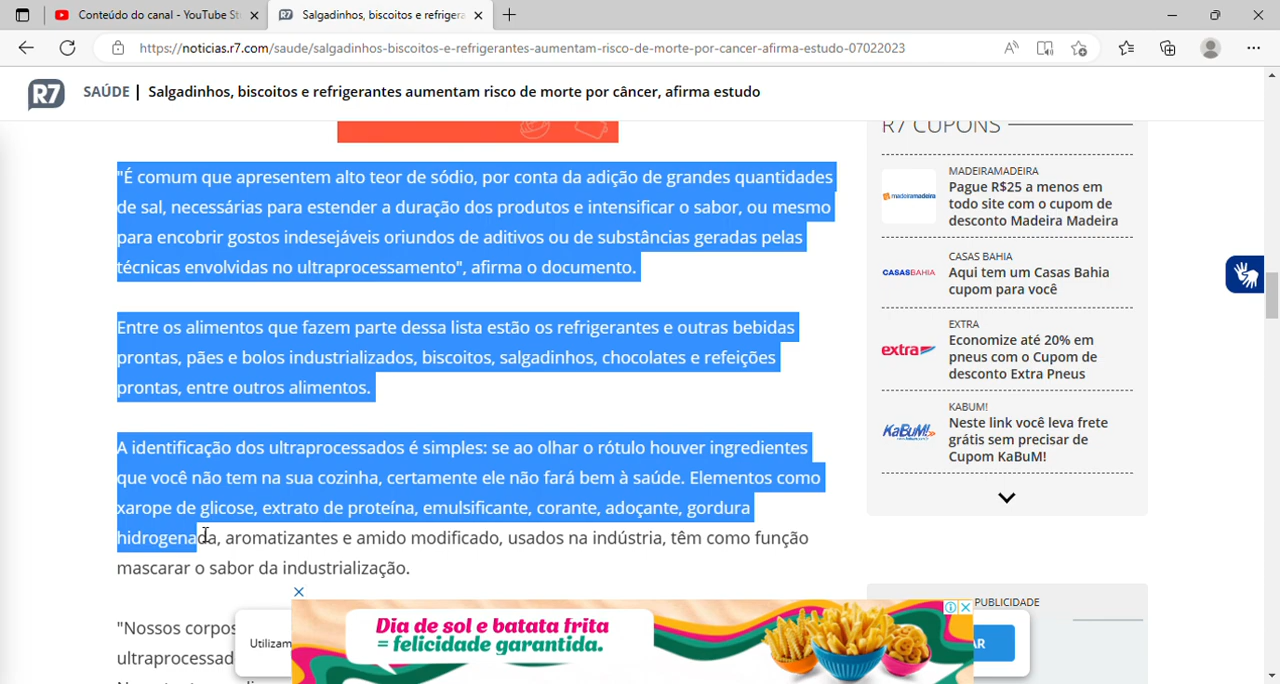 Conteúdo do canal - YouTube St
Salgadinhos, biscoitos e refrigera
https://noticias.r7.com/saude/salgadinhos-biscoitos-e-refrigerantes-aumentam-risco-de-morte-por-cancer-afirma-estudo-07022023
R7 SAÚDE | Salgadinhos, biscoitos e refrigerantes aumentam risco de morte por câncer, afirma estudo
"É comum que apresentem alto teor de sódio, por conta da adição de grandes quantidades
de sal, necessárias para estender a duração dos produtos e intensificar o sabor, ou mesmo
para encobrir gostos indesejáveis oriundos de aditivos ou de substâncias geradas pelas
técnicas envolvidas no ultraprocessamento", afirma o documento.
Entre os alimentos que fazem parte dessa lista estão os refrigerantes e outras bebidas
prontas, pães e bolos industrializados, biscoitos, salgadinhos, chocolates e refeições
prontas, entre outros alimentos.
A identificação dos ultraprocessados é simples: se ao olhar o rótulo houver ingredientes
que você não tem na sua cozinha, certamente ele não fará bem à saúde. Elementos como
xarope de glicose, extrato de proteína, emulsificante, corante, adoçante, gordura
hidrogenada, aromatizantes e amido modificado, usados na indústria, têm como função
mascarar o sabor da industrialização.
"Nossos corpos
ultraprocessad
Utilizam
Dia de sol e batata frita
= felicidade garantida.
AR
R7 CUPONS
madeiramadeira
MADEIRAMADEIRA
Pague R$25 a menos em
todo site com o cupom de
desconto Madeira Madeira
CASASBAHIA
CASAS BAHIA
Aqui tem um Casas Bahia
cupom para você
extra
EXTRA
Economize até 20% em
pneus com o Cupom de
desconto Extra Pneus
KaBuM!
KABUM!
Neste link você leva frete
grátis sem precisar de
Cupom KaBuM!
PUBLICIDADE